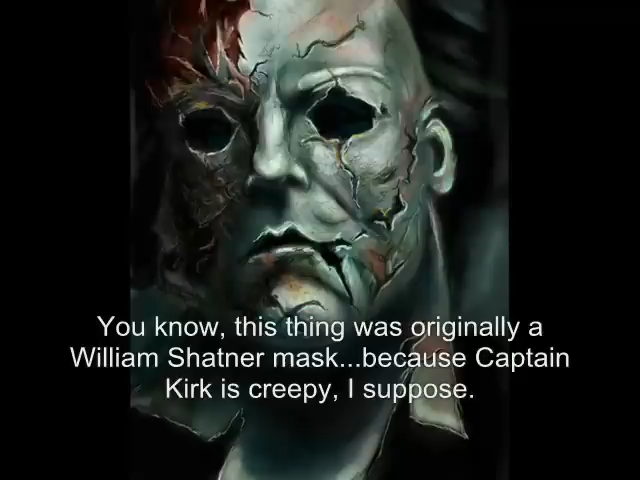 You know, this thing was originally a
William Shatner mask...because Captain
Kirk is creepy, I suppose.